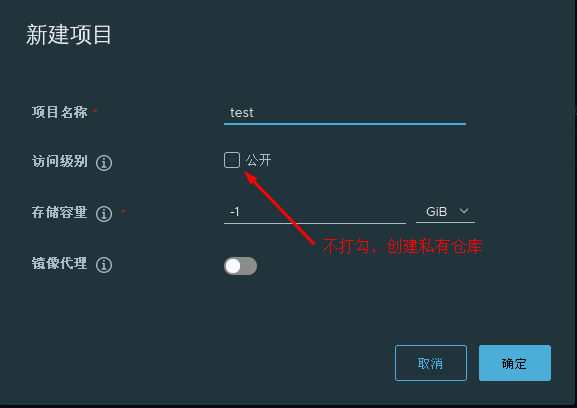 新建项目
项目名称 * test
访问级别 公开
存储容量 * -1 GiB
不打勾，创建私有仓库
镜像代理
取消 确定